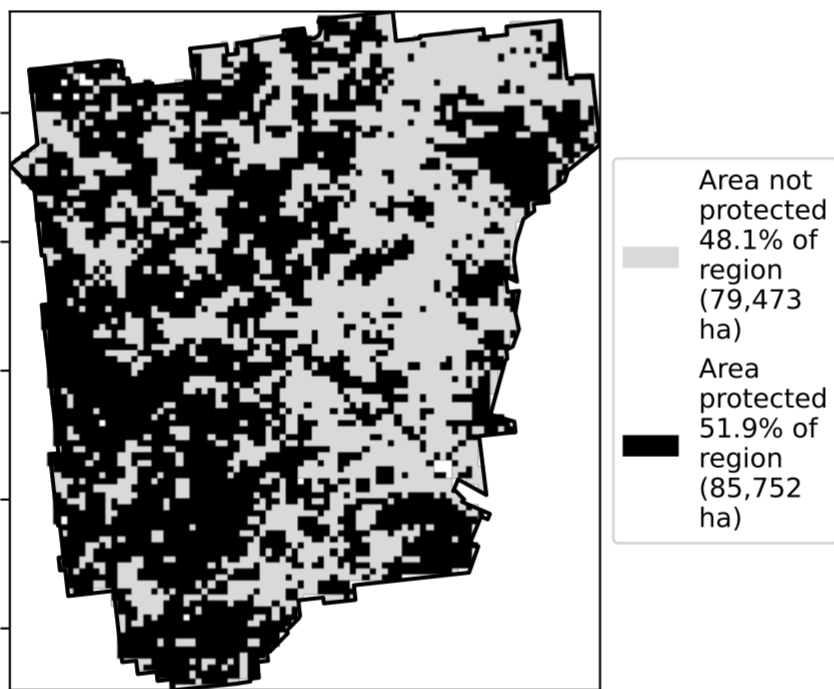 Area not
protected
48.1% of
region
(79,473
ha)
Area
protected
51.9% of
region
(85,752
ha)